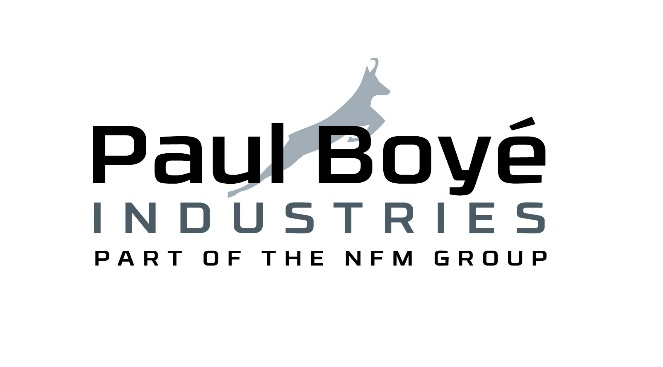 Paul Boyé
INDUSTRIES
PART OF THE NFM GROUP